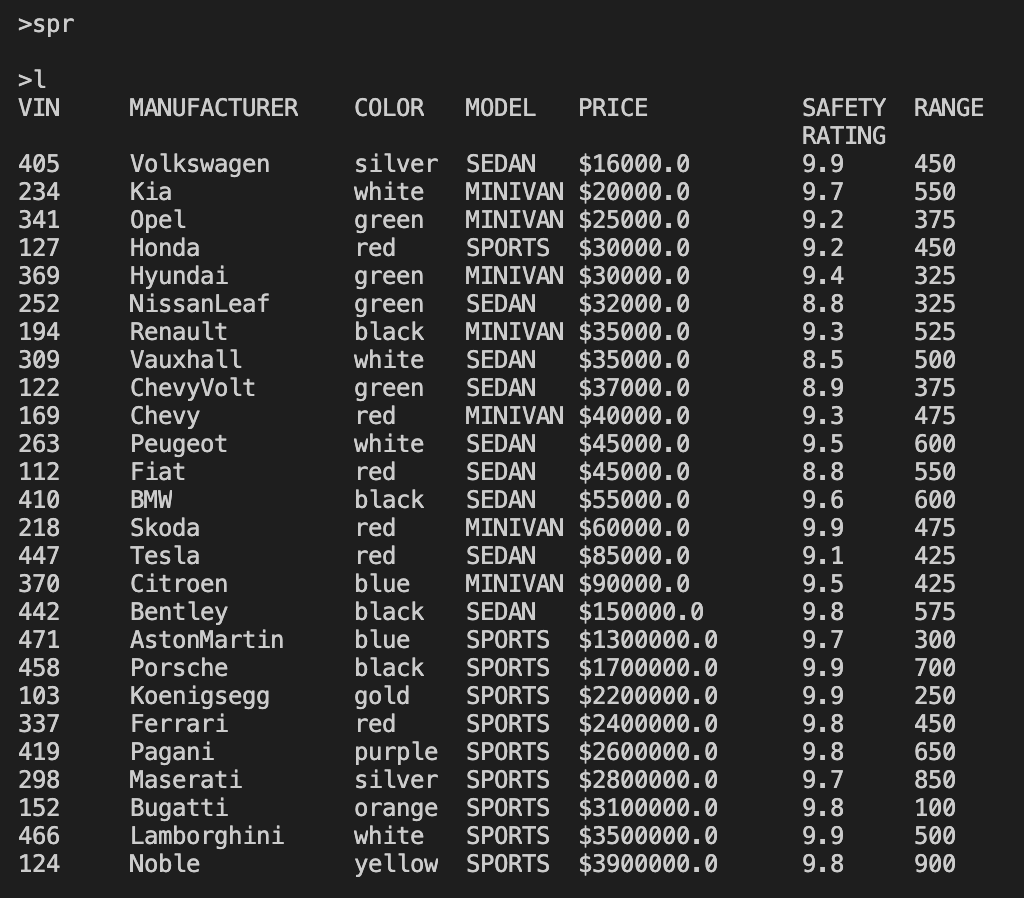 >spr
>l
VIN MANUFACTURER COLOR MODEL PRICE SAFETY RANGE
RATING
405 Volkswagen silver SEDAN $16000.0 9.9 450
234 Kia white MINIVAN $20000.0 9.7 550
341 Opel green MINIVAN $25000.0 9.2 375
127 Honda red SPORTS $30000.0 9.2 450
369 Hyundai green MINIVAN $30000.0 9.4 325
252 NissanLeaf green SEDAN $32000.0 8.8 325
194 Renault black MINIVAN $35000.0 9.3 525
309 Vauxhall white SEDAN $35000.0 8.5 500
122 ChevyVolt green SEDAN $37000.0 8.9 375
169 Chevy red MINIVAN $40000.0 9.3 475
263 Peugeot white SEDAN $45000.0 9.5 600
112 Fiat red SEDAN $45000.0 8.8 550
410 BMW black SEDAN $55000.0 9.6 600
218 Skoda red MINIVAN $60000.0 9.9 475
447 Tesla red SEDAN $85000.0 9.1 425
370 Citroen blue MINIVAN $90000.0 9.5 425
442 Bentley black SEDAN $150000.0 9.8 575
471 AstonMartin blue SPORTS $1300000.0 9.7 300
458 Porsche black SPORTS $1700000.0 9.9 700
103 Koenigsegg gold SPORTS $2200000.0 9.9 250
337 Ferrari red SPORTS $2400000.0 9.8 450
419 Pagani purple SPORTS $2600000.0 9.8 650
298 Maserati silver SPORTS $2800000.0 9.7 850
152 Bugatti orange SPORTS $3100000.0 9.8 100
466 Lamborghini white SPORTS $3500000.0 9.9 500
124 Noble yellow SPORTS $3900000.0 9.8 900